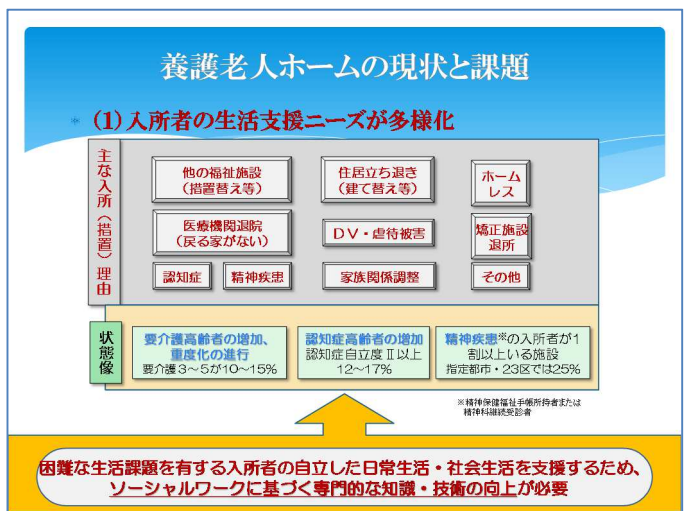 養護老人ホームの現状と課題
(1)入所者の生活支援ニーズが多様化
主な入所(措置)理由
他の福祉施設
(措置替え等)
住居立ち退き
(建て替え等)
ホーム
レス
医療機関退院
(戻る家がない)
DV・虐待被害
矯正施設
退所
認知症
精神疾患
家族関係調整
その他
状態像
要介護高齢者の増加、
重度化の進行
要介護3~5が10~15%
認知症高齢者の増加
認知症自立度Ⅱ以上
12~17%
精神疾患※の入所者が1
割以上いる施設
指定都市・23区では25%
※精神保健福祉手帳所持者または
精神科継続受診者
困難な生活課題を有する入所者の自立した日常生活・社会生活を支援するため、
ソーシャルワークに基づく専門的な知識・技術の向上が必要